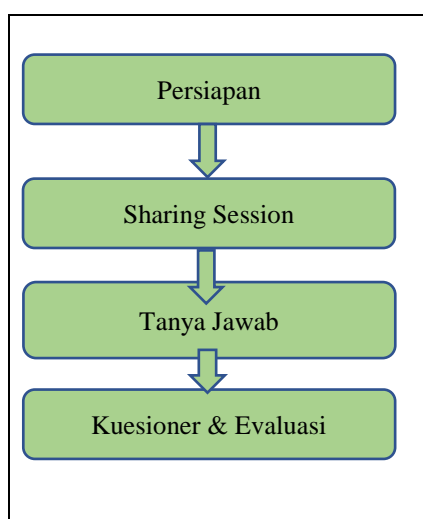 Persiapan
Sharing Session
Tanya Jawab
Kuesioner & Evaluasi